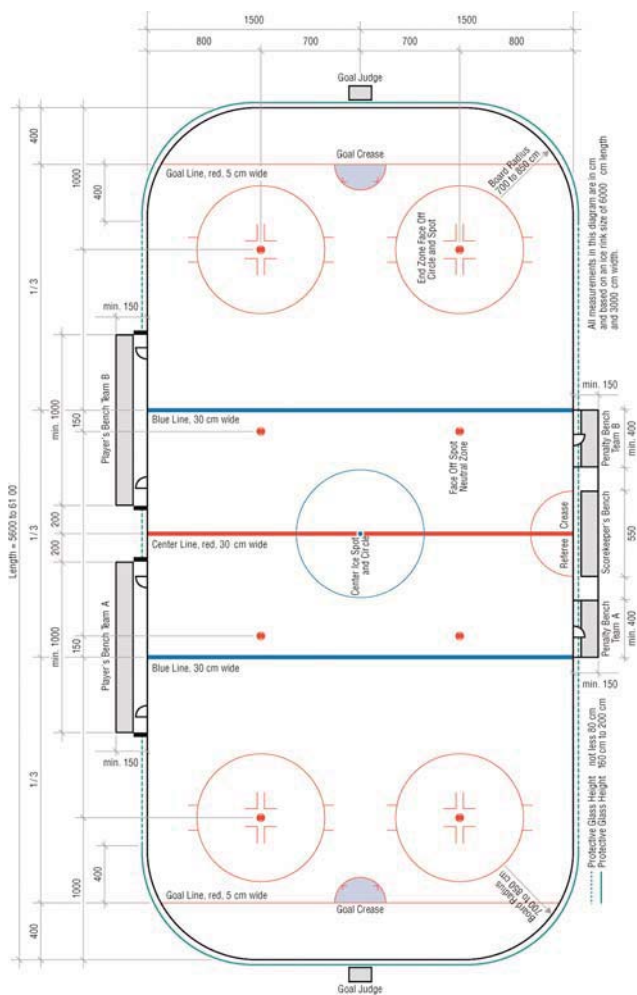 1500
1500
800
700
700
800
Goal Judge
Goal Crease
Goal Line, red. 5 cm wide
Board Radius
700 to 850 cm
End Zone Face Off
Circle and Spot
All measurements in this diagram are in cm
and based on an ice rink size of 6000 cm length
and 3000 cm width.
400
1000
400
1/3
min. 150
Player's Bench Team B
min. 1000
150
Blue Line, 30 cm wide
Face Off Spot
Neutral Zone
min. 150
Penalty Bench
Team B
min. 400
Length = 5600 to 61 00
1/3
200
200
Center Line, red, 30 cm wide
Center Ice Spot
and Circle
Referee Crease
Scorekeeper's Bench
550
Player's Bench Team A
min. 1000
150
Blue Line, 30 cm wide
Penalty Bench
Team A
min. 400
min. 150
min. 150
1/3
1000
400
400
Goal Line, red, 5 cm wide
Goal Crease
Board Radius
700 to 850 cm
Goal Judge
Protective Glass Height not less 80 cm
Protective Glass Height 160 cm to 200 cm